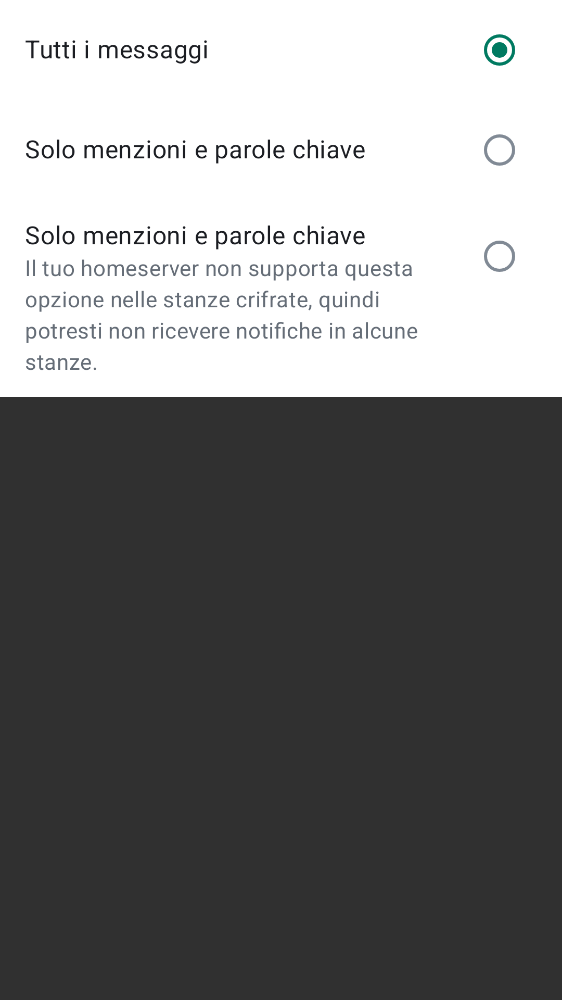 Tutti i messaggi
Solo menzioni e parole chiave
Solo menzioni e parole chiave
Il tuo homeserver non supporta questa
opzione nelle stanze crifrate, quindi
potresti non ricevere notifiche in alcune
stanze.